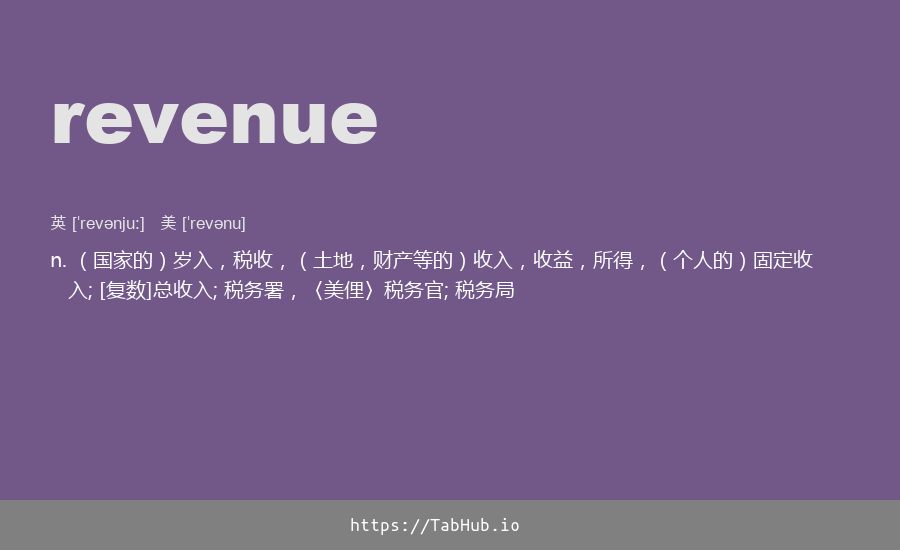 revenue
英 [ˈrevənjuː] 美 [ˈrevənu]
n. （国家的）岁入，税收，（土地，财产等的）收入，收益，所得，（个人的）固定收
入; [复数]总收入; 税务署，〈美俚〉税务官; 税务局
https://TabHub.io